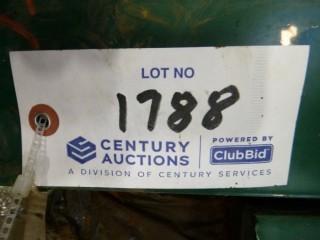 LOT NO
1788
CENTURY AUCTIONS
POWERED BY ClubBid
A DIVISION OF CENTURY SERVICES